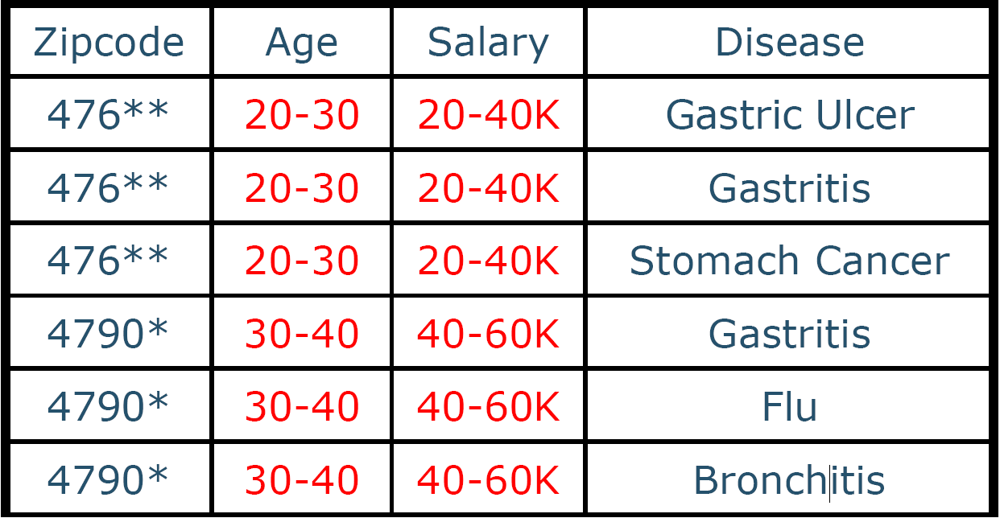 Zipcode Age Salary Disease
476** 20-30 20-40K Gastric Ulcer
476** 20-30 20-40K Gastritis
476** 20-30 20-40K Stomach Cancer
4790* 30-40 40-60K Gastritis
4790* 30-40 40-60K Flu
4790* 30-40 40-60K Bronchitis